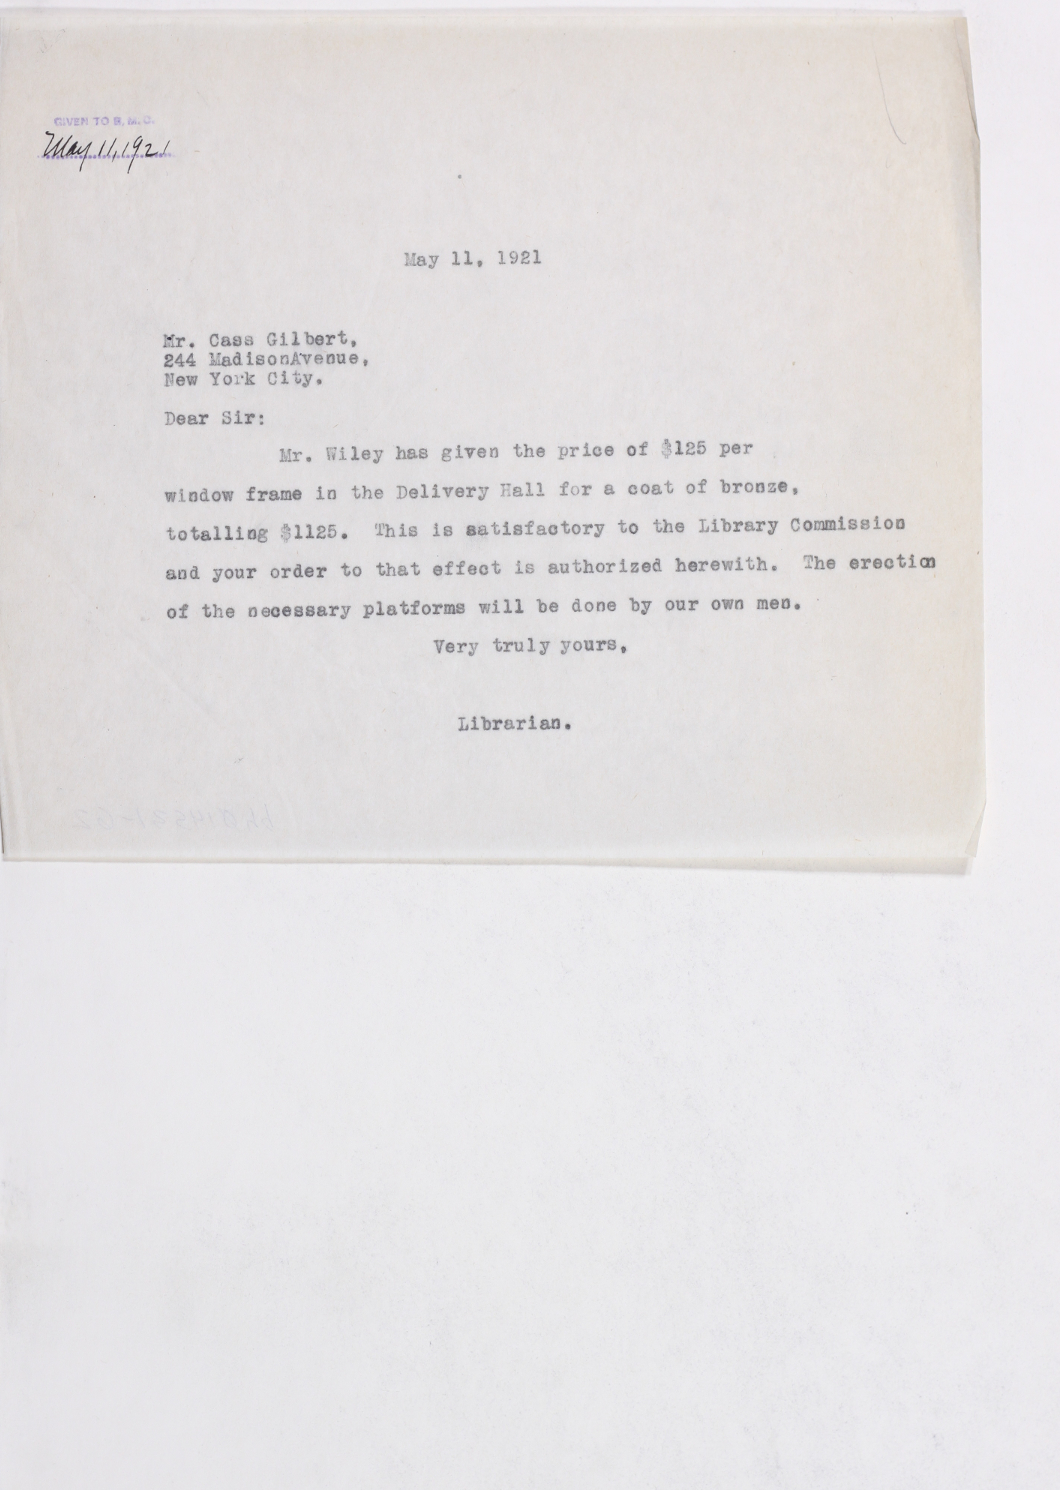 GIVEN TO B. M. C.
May 11, 1921
May 11, 1921
Mr. Cass Gilbert,
244 MadisonAvenue,
New York City.
Dear Sir:
Mr. Wiley has given the price of $125 per
window frame in the Delivery Hall for a coat of bronze,
totalling $1125. This is satisfactory to the Library Commission
and your order to that effect is authorized herewith. The erection
of the necessary platforms will be done by our own men.
Very truly yours,
Librarian.